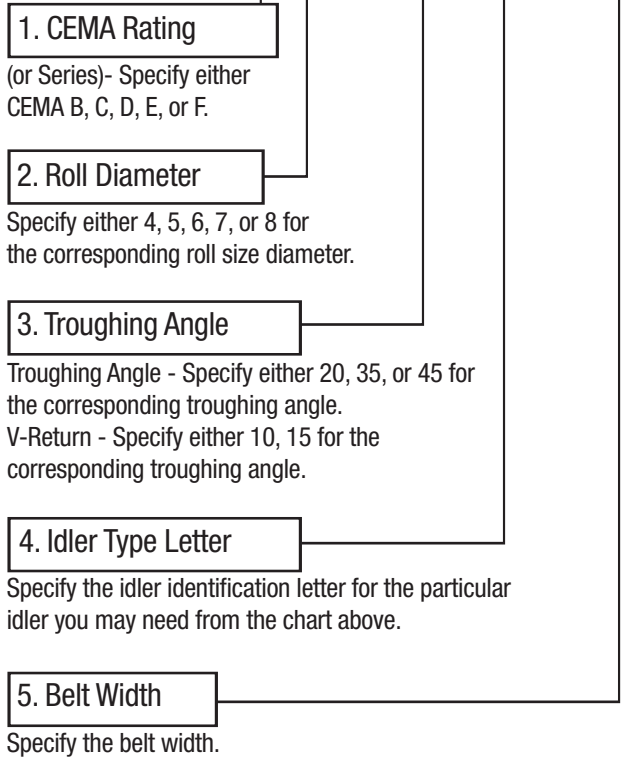 1. CEMA Rating
(or Series)- Specify either
CEMA B, C, D, E, or F.
2. Roll Diameter
Specify either 4, 5, 6, 7, or 8 for
the corresponding roll size diameter.
3. Troughing Angle
Troughing Angle - Specify either 20, 35, or 45 for
the corresponding troughing angle.
V-Return - Specify either 10, 15 for the
corresponding troughing angle.
4. Idler Type Letter
Specify the idler identification letter for the particular
idler you may need from the chart above.
5. Belt Width
Specify the belt width.